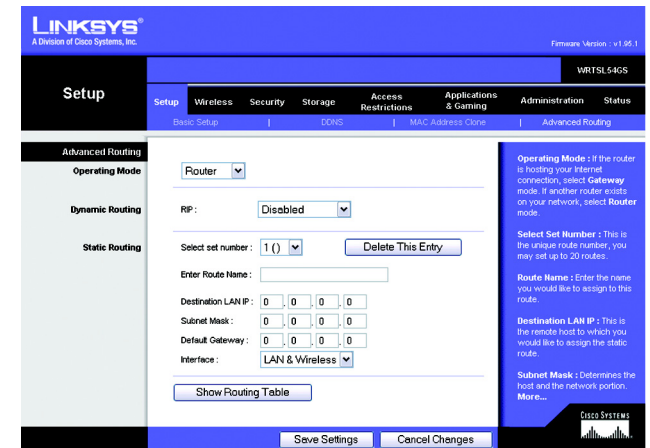 LINKSYS®
A Division of Cisco Systems, Inc.
Firmware Version : v1.95.1
WRTSL54GS
Setup
Setup Wireless Security Storage Access Restrictions Applications & Gaming Administration Status
Basic Setup | DDNS | MAC Address Clone | Advanced Routing
Advanced Routing
Operating Mode
Router
Dynamic Routing
RIP :
Disabled
Static Routing
Select set number :
1 ()
Delete This Entry
Enter Route Name :
Destination LAN IP : 0 . 0 . 0 . 0
Subnet Mask : 0 . 0 . 0 . 0
Default Gateway : 0 . 0 . 0 . 0
Interface : LAN & Wireless
Show Routing Table
Save Settings
Cancel Changes
Operating Mode : If the router
is hosting your Internet
connection, select Gateway
mode. If another router exists
on your network, select Router
mode.
Select Set Number : This is
the unique route number, you
may set up to 20 routes.
Route Name : Enter the name
you would like to assign to this
route.
Destination LAN IP : This is
the remote host to which you
would like to assign the static
route.
Subnet Mask : Determines the
host and the network portion.
More...
CISCO SYSTEMS